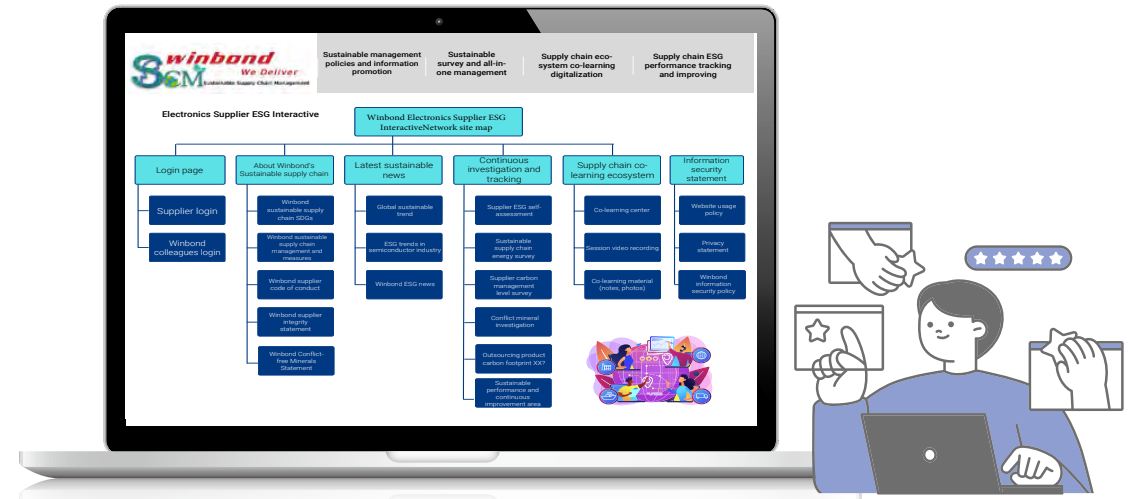 winbond
We Deliver
SSCM Sustainable Supply Chain Management
Sustainable management
policies and information
promotion
Sustainable
survey and all-in-
one management
Supply chain eco-
system co-learning
digitalization
Supply chain ESG
performance tracking
and improving
Electronics Supplier ESG Interactive
Winbond Electronics Supplier ESG
InteractiveNetwork site map
Login page
Supplier login
Winbond
colleagues login
About Winbond's
Sustainable supply chain
Winbond
sustainable supply
chain SDGs
Winbond sustainable
supply chain
management and
measures
Winbond supplier
code of conduct
Winbond supplier
integrity
statement
Winbond Conflict-
free Minerals
Statement
Latest sustainable
news
Global sustainable
trend
ESG trends in
semiconductor industry
Winbond ESG news
Continuous
investigation and
tracking
Supplier ESG self-
assessment
Sustainable
supply chain
energy survey
Supplier carbon
management
level survey
Conflict mineral
investigation
Outsourcing product
carbon footprint XX?
Sustainable
performance and
continuous
improvement area
Supply chain co-
learning ecosystem
Co-learning center
Session video recording
Co-learning material
(notes, photos)
Information
security
statement
Website usage
policy
Privacy
statement
Winbond
information
security policy